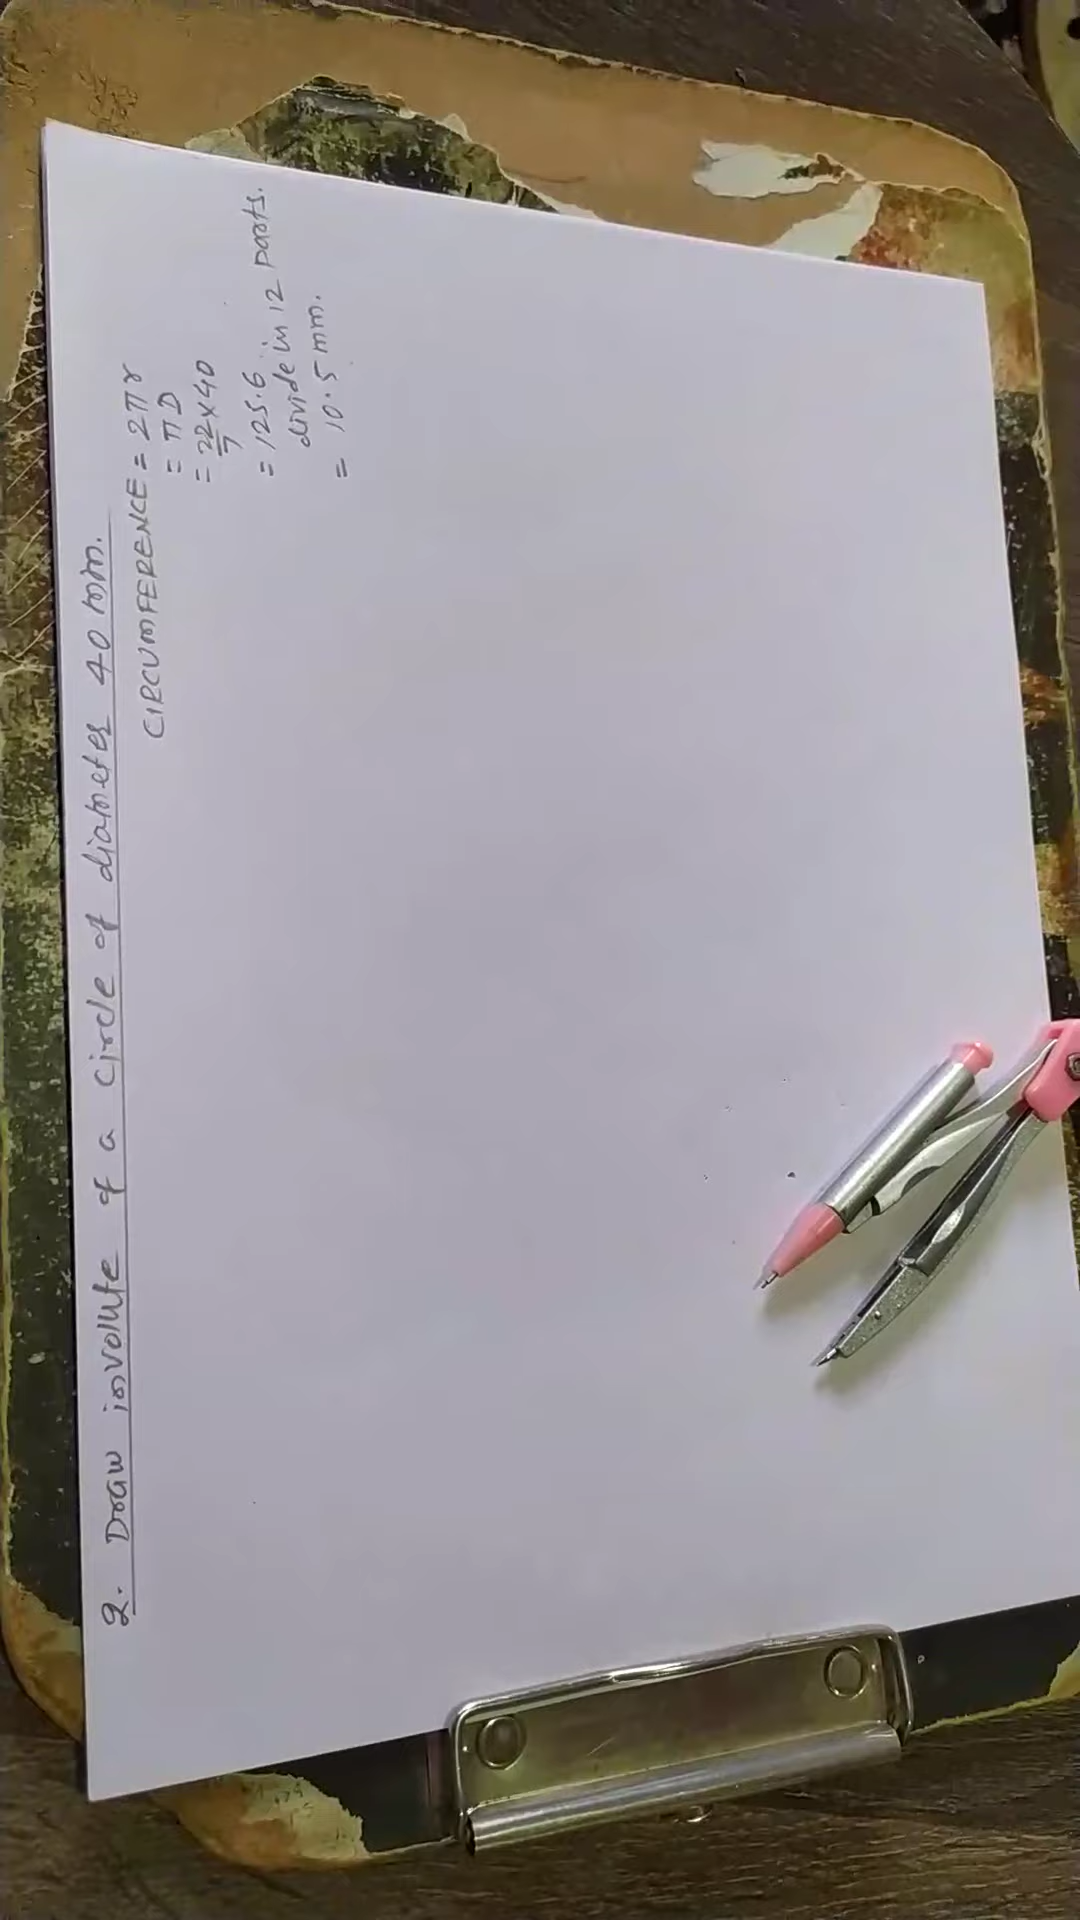 2. Draw involute of a circle of diameter 40 mm.
CIRCUMFERENCE = 2πr
= πD
= 22/7 × 40
= 125.6
divide in 12 parts.
= 10.5 mm.